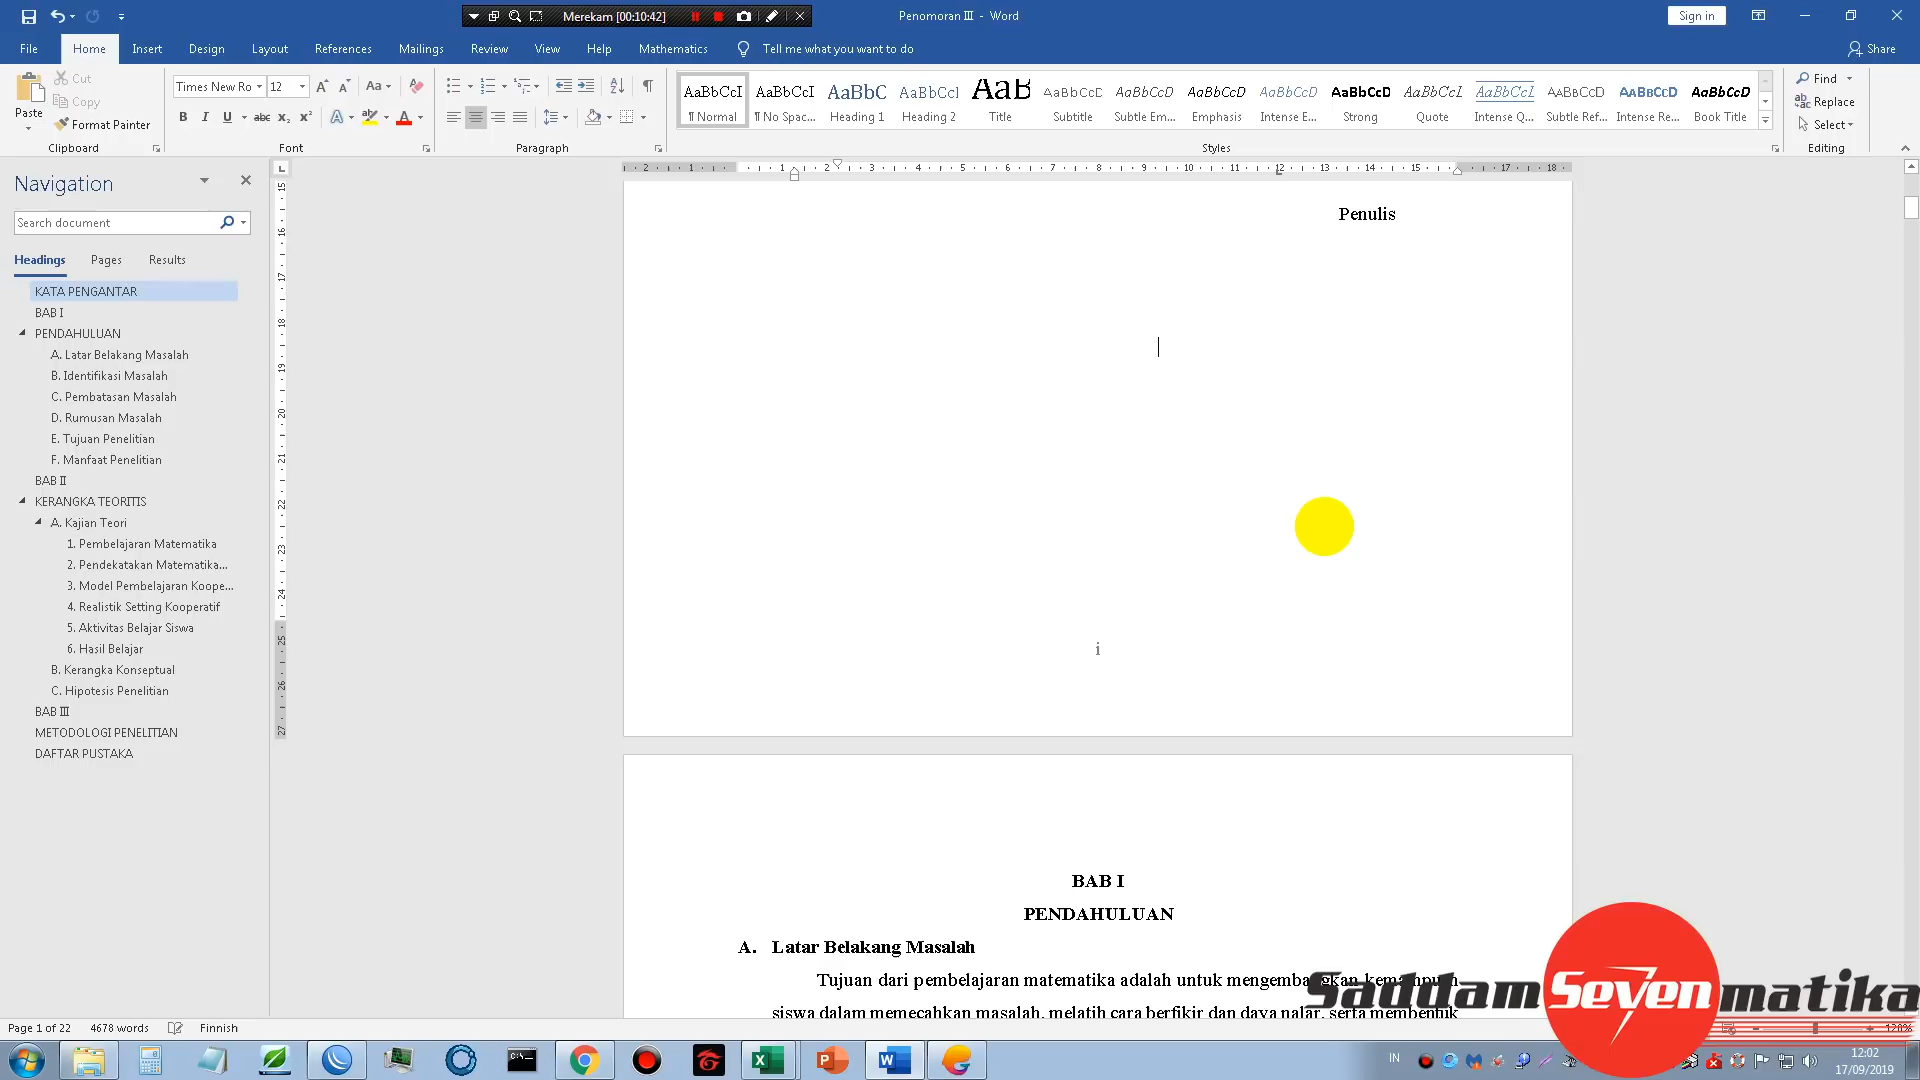 Merekam [00:10:42]
Penomoran III - Word
Sign in
File
Home
Insert
Design
Layout
References
Mailings
Review
View
Help
Mathematics
Tell me what you want to do
Share
Paste
Cut
Copy
Format Painter
Clipboard
Times New Ro
12
Font
Paragraph
AaBbCcI
¶ Normal
AaBbCcI
¶ No Spac...
AaBbC
Heading 1
AaBbCcI
Heading 2
AaB
Title
AaBbCcD
Subtitle
AaBbCcD
Subtle Em...
AaBbCcD
Emphasis
AaBbCcD
Intense E...
AaBbCcD
Strong
AaBbCcI
Quote
AaBbCcI
Intense Q...
AaBbCcD
Subtle Ref...
AaBbCcD
Intense Re...
AaBbCcD
Book Title
Styles
Find
Replace
Select
Editing
Navigation
Search document
Headings
Pages
Results
KATA PENGANTAR
BAB I
PENDAHULUAN
A. Latar Belakang Masalah
B. Identifikasi Masalah
C. Pembatasan Masalah
D. Rumusan Masalah
E. Tujuan Penelitian
F. Manfaat Penelitian
BAB II
KERANGKA TEORITIS
A. Kajian Teori
1. Pembelajaran Matematika
2. Pendekatakan Matematika...
3. Model Pembelajaran Koope...
4. Realistik Setting Kooperatif
5. Aktivitas Belajar Siswa
6. Hasil Belajar
B. Kerangka Konseptual
C. Hipotesis Penelitian
BAB III
METODOLOGI PENELITIAN
DAFTAR PUSTAKA
Penulis
i
BAB I
PENDAHULUAN
A. Latar Belakang Masalah
Tujuan dari pembelajaran matematika adalah untuk mengembangkan kemampuan
siswa dalam memecahkan masalah, melatih cara berfikir dan daya nalar, serta membentuk
Saddam Seven matika
Page 1 of 22
4678 words
Finnish
120%
IN
12:02
17/09/2019